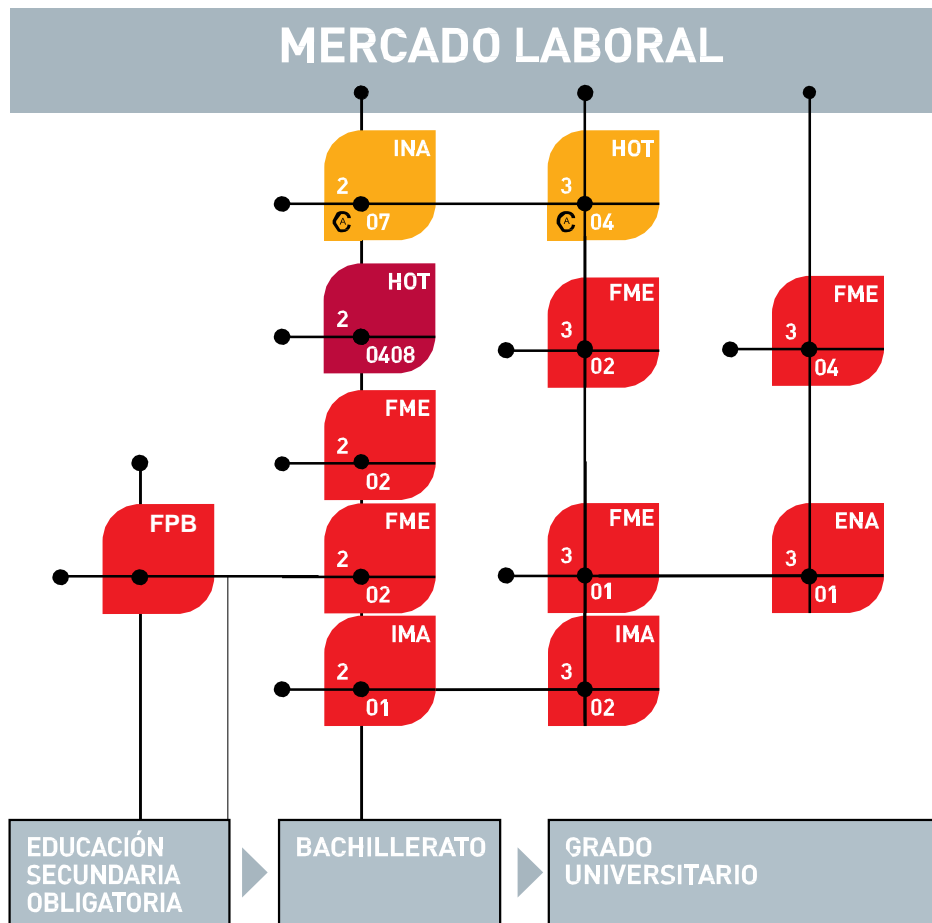 MERCADO LABORAL
INA
2
07
HOT
3
04
HOT
2
0408
FME
3
02
FME
3
04
FME
2
02
FPB
FME
2
02
FME
3
01
ENA
3
01
IMA
2
01
IMA
3
02
EDUCACIÓN
SECUNDARIA
OBLIGATORIA
BACHILLERATO
GRADO
UNIVERSITARIO